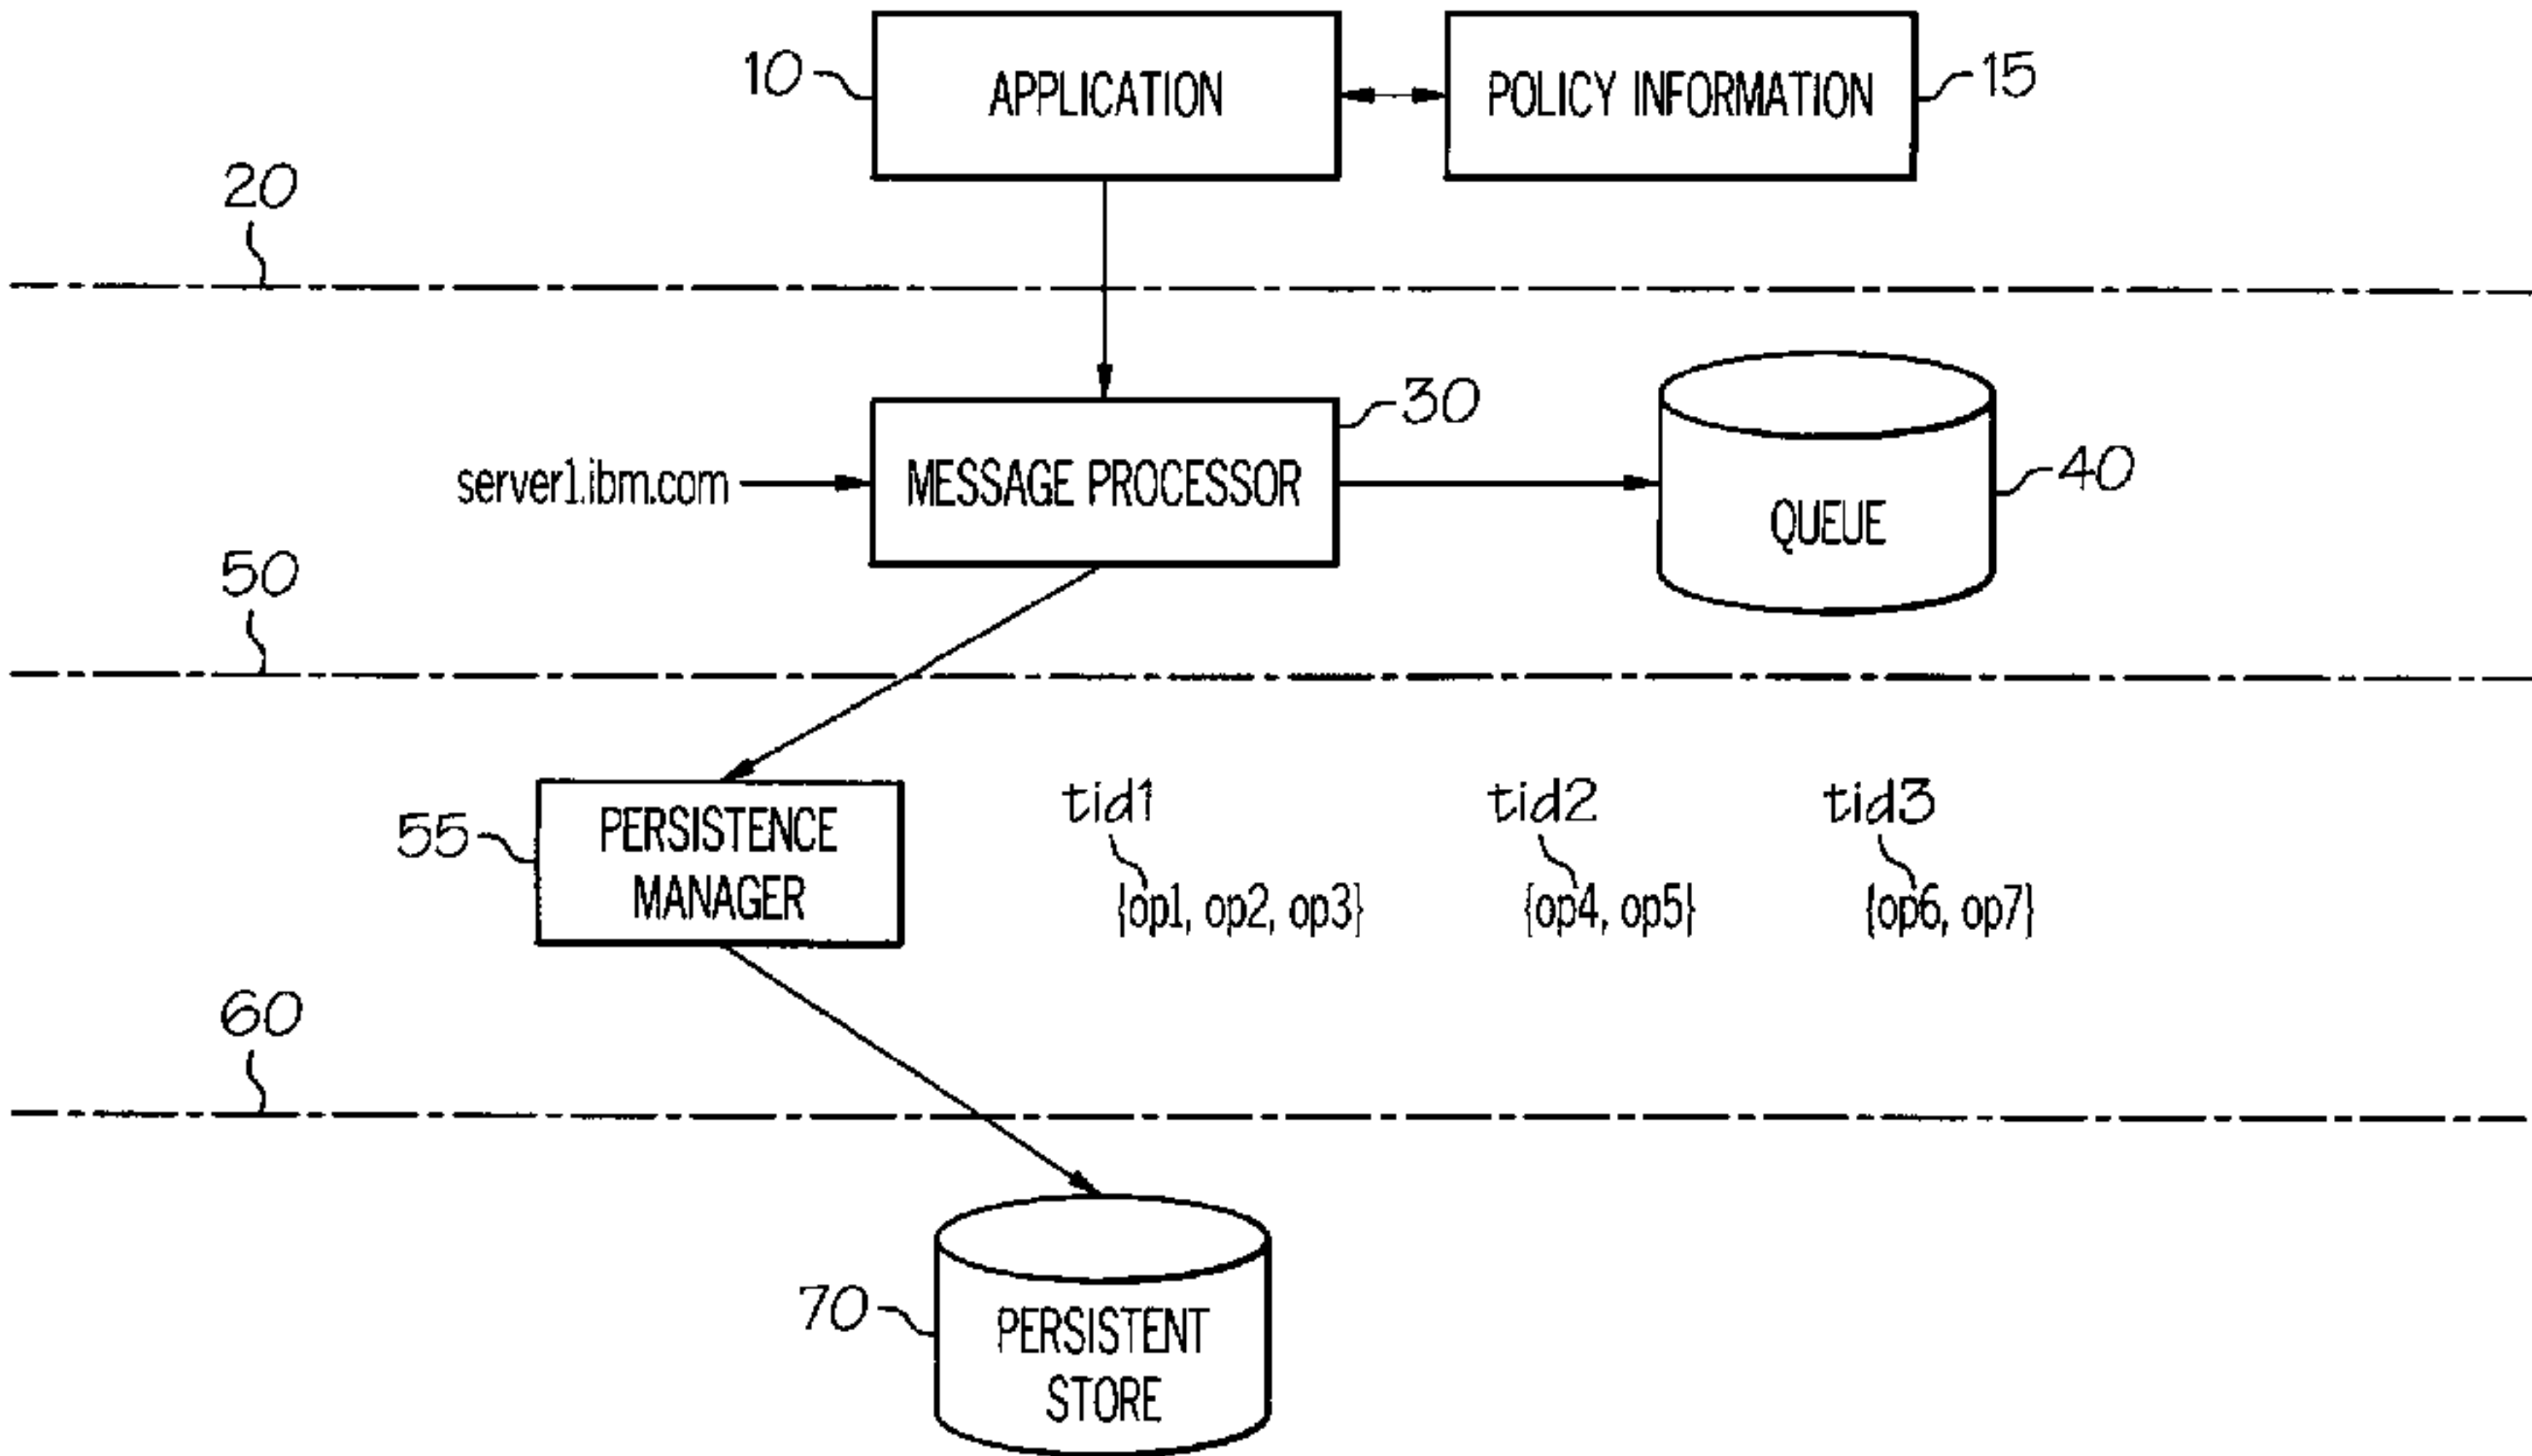 10
APPLICATION
POLICY INFORMATION
15
20
30
server1.ibm.com
MESSAGE PROCESSOR
40
QUEUE
50
55
PERSISTENCE
MANAGER
tid1
tid2
tid3
{op1, op2, op3}
{op4, op5}
{op6, op7}
60
70
PERSISTENT
STORE